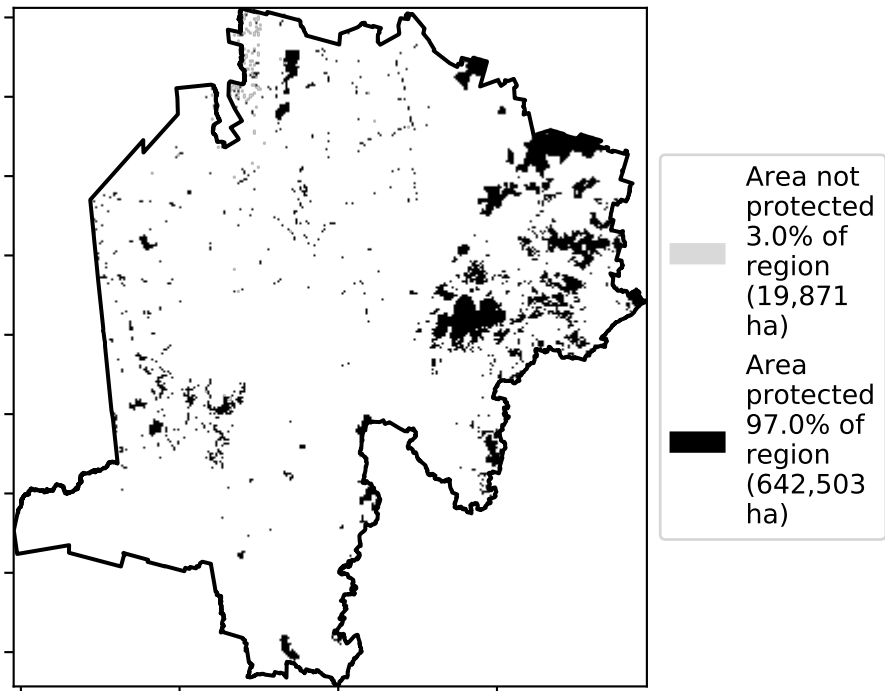 Area not
protected
3.0% of
region
(19,871
ha)
Area
protected
97.0% of
region
(642,503
ha)